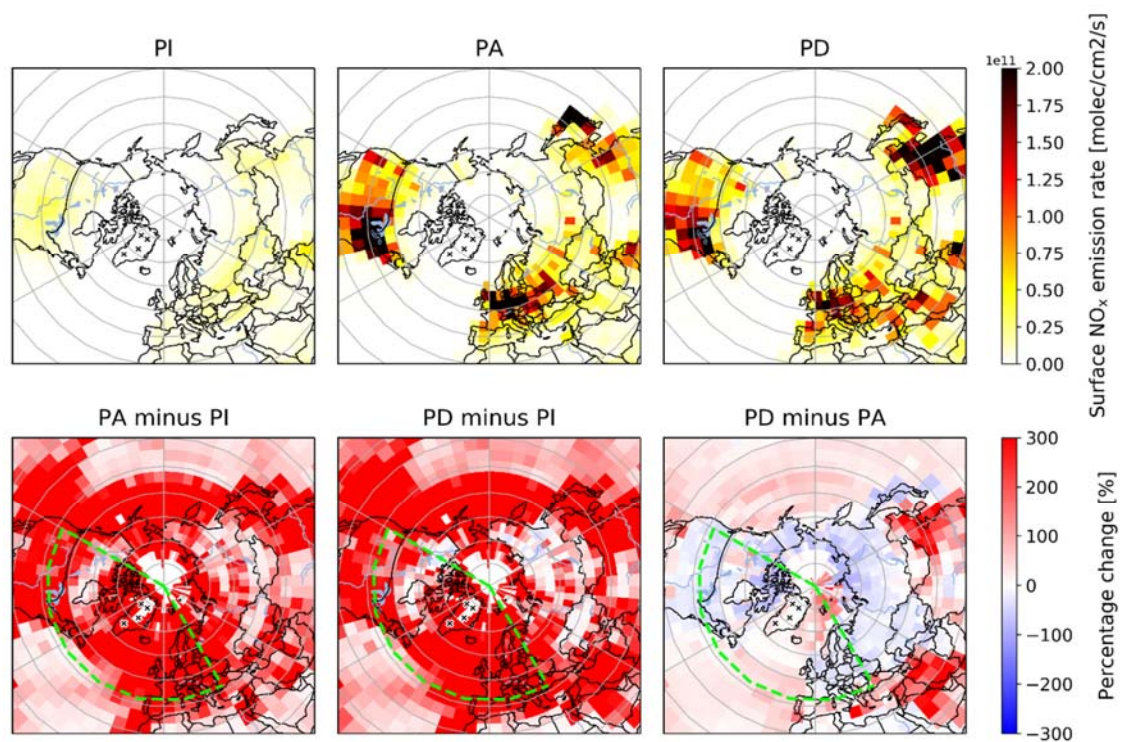 PI
PA
PD
1e11
2.00
1.75
1.50
1.25
1.00
0.75
0.50
0.25
0.00
Surface NOx emission rate [molec/cm2/s]
PA minus PI
PD minus PI
PD minus PA
300
200
100
0
−100
−200
−300
Percentage change [%]